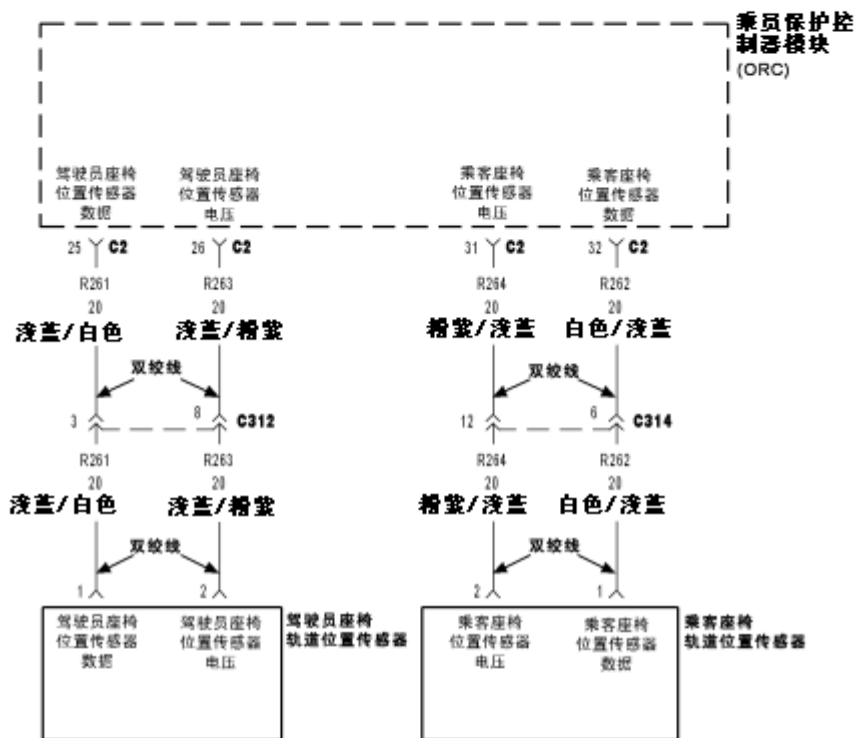 乘员保护控
制器模块
(ORC)
驾驶员座椅
位置传感器
数据
驾驶员座椅
位置传感器
电压
乘客座椅
位置传感器
电压
乘客座椅
位置传感器
数据
25 C2
26 C2
31 C2
32 C2
R261
R263
R264
R262
20
20
20
20
浅蓝/白色
浅蓝/粉紫
粉紫/浅蓝
白色/浅蓝
双绞线
双绞线
3
8
C312
12
6
C314
R261
R263
R264
R262
20
20
20
20
浅蓝/白色
浅蓝/粉紫
粉紫/浅蓝
白色/浅蓝
双绞线
双绞线
1
2
2
1
驾驶员座椅
位置传感器
数据
驾驶员座椅
位置传感器
电压
驾驶员座椅
轨道位置传感器
乘客座椅
位置传感器
电压
乘客座椅
位置传感器
数据
乘客座椅
轨道位置传感器